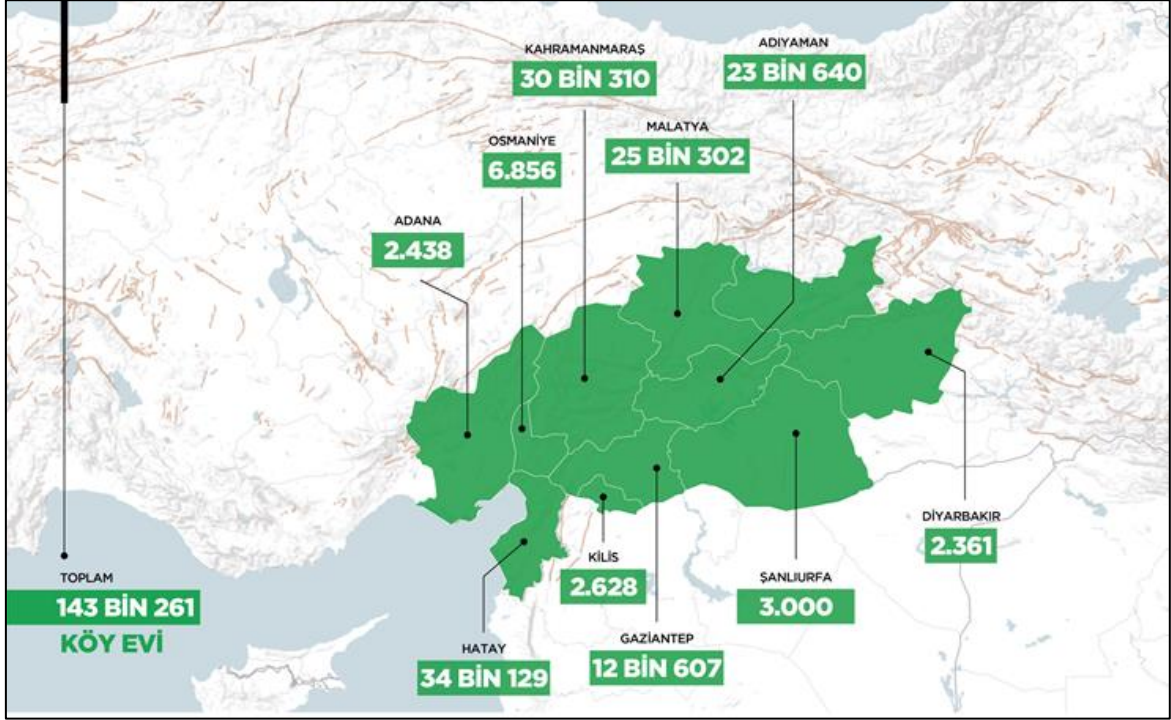 KAHRAMANMARAŞ
30 BİN 310
ADIYAMAN
23 BİN 640
MALATYA
25 BİN 302
OSMANİYE
6.856
ADANA
2.438
DİYARBAKIR
2.361
KİLİS
2.628
ŞANLIURFA
3.000
TOPLAM
143 BİN 261
KÖY EVİ
HATAY
34 BİN 129
GAZİANTEP
12 BİN 607